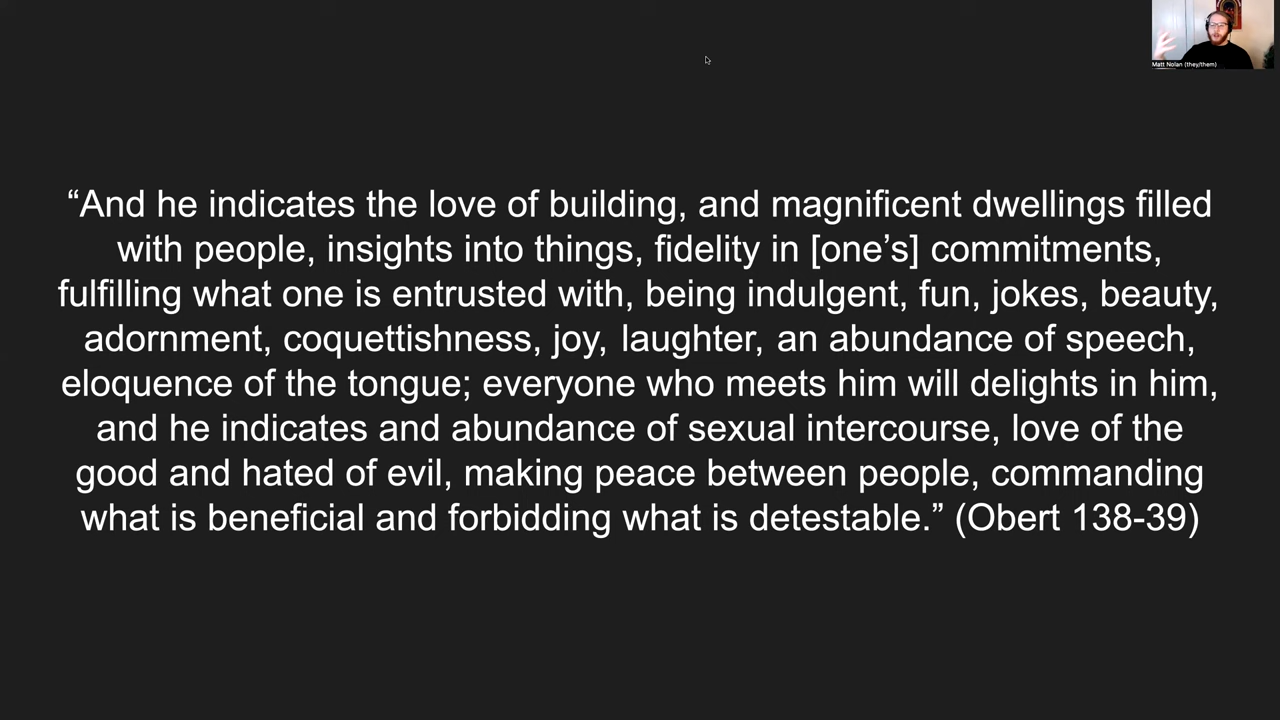 Matt Nolan (they/them)
“And he indicates the love of building, and magnificent dwellings filled
with people, insights into things, fidelity in [one’s] commitments,
fulfilling what one is entrusted with, being indulgent, fun, jokes, beauty,
adornment, coquettishness, joy, laughter, an abundance of speech,
eloquence of the tongue; everyone who meets him will delights in him,
and he indicates and abundance of sexual intercourse, love of the
good and hated of evil, making peace between people, commanding
what is beneficial and forbidding what is detestable.” (Obert 138-39)